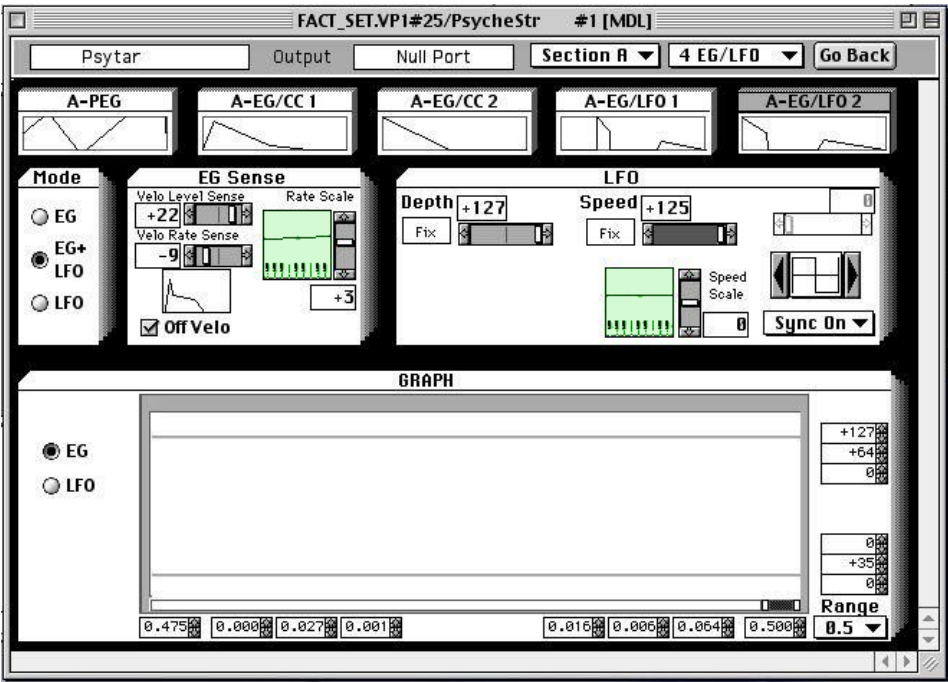 FACT_SET.VP1#25/PsycheStr #1 [MDL]
Psytar Output Null Port Section A 4 EG/LFO Go Back
A-PEG A-EG/CC 1 A-EG/CC 2 A-EG/LFO 1 A-EG/LFO 2
Mode
EG
EG+
LFO
LFO
EG Sense
Velo Level Sense Rate Scale
+22
Velo Rate Sense
-9
+3
Off Velo
LFO
Depth +127 Speed +125 0
Fix Fix
Speed
Scale
0 Sync On
GRAPH
EG
LFO
+127
+64
0
0
+35
0
Range
0.475 0.000 0.027 0.001 0.016 0.006 0.064 0.500 0.5